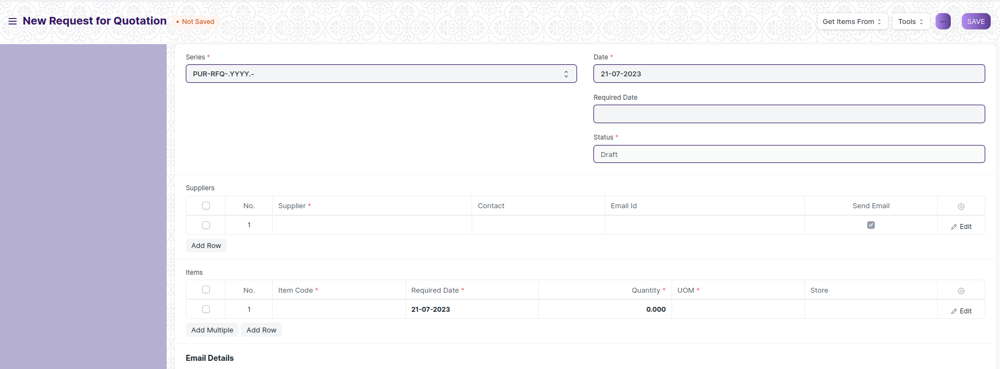 New Request for Quotation
• Not Saved
Get Items From
Tools
...
SAVE
Series *
PUR-RFQ-.YYYY.-
Date *
21-07-2023
Required Date
Status *
Draft
Suppliers
No. Supplier * Contact Email Id Send Email
1 Edit
Add Row
Items
No. Item Code * Required Date * Quantity * UOM * Store
1 21-07-2023 0.000 Edit
Add Multiple Add Row
Email Details